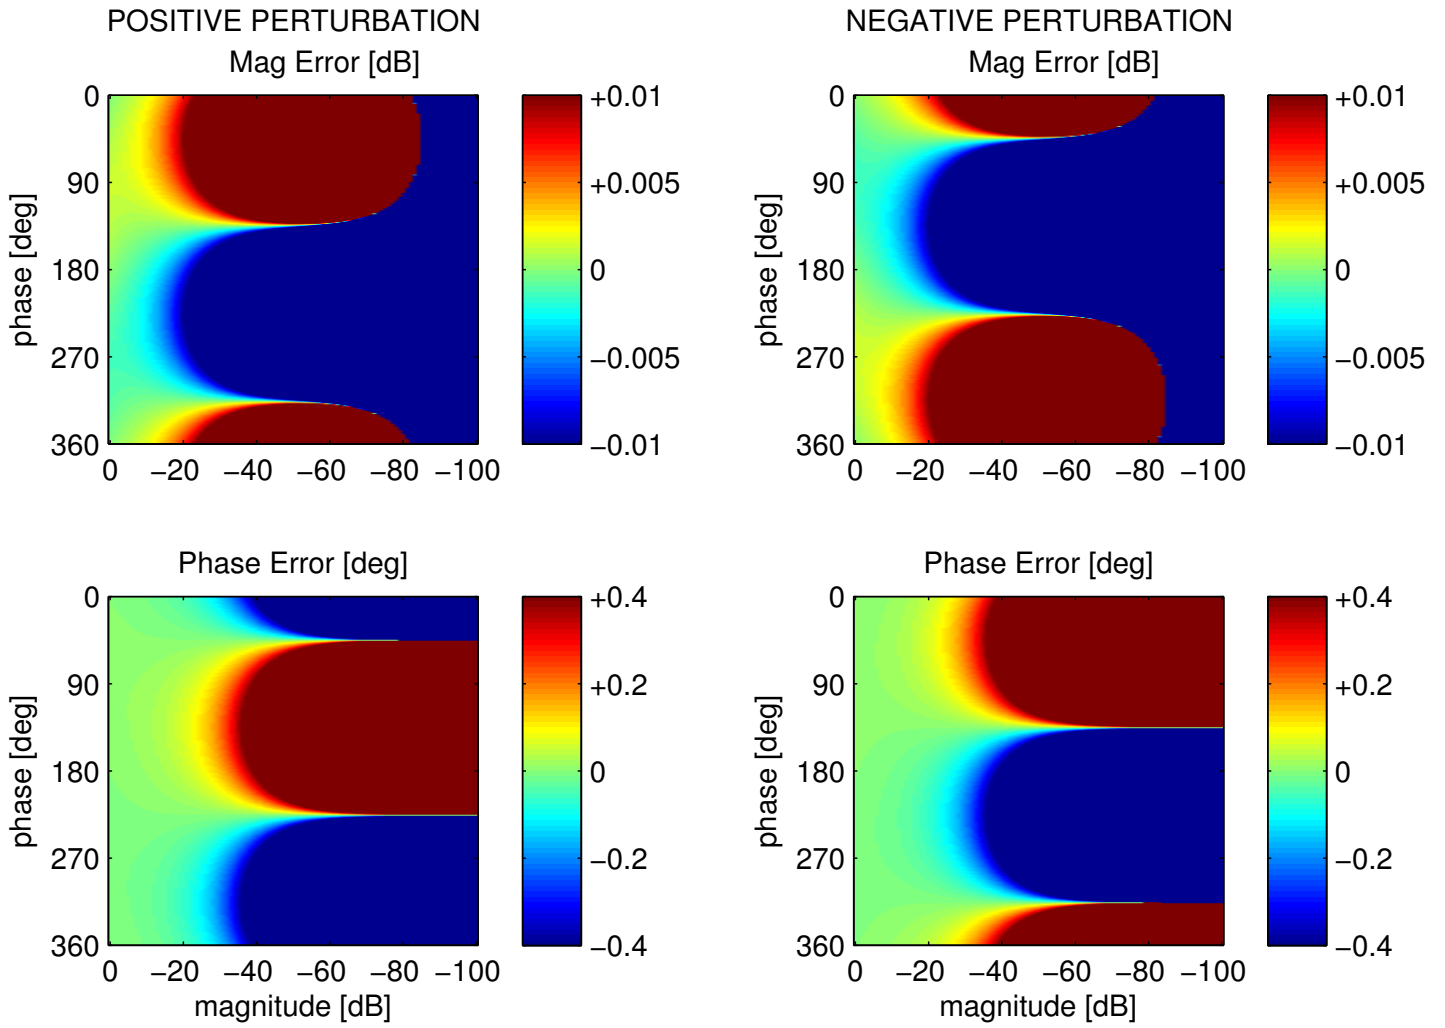 POSITIVE PERTURBATION
Mag Error [dB]
phase [deg]
0
90
180
270
360
0 −20 −40 −60 −80 −100
+0.01
+0.005
0
−0.005
−0.01
NEGATIVE PERTURBATION
Mag Error [dB]
phase [deg]
0
90
180
270
360
0 −20 −40 −60 −80 −100
+0.01
+0.005
0
−0.005
−0.01
Phase Error [deg]
phase [deg]
0
90
180
270
360
0 −20 −40 −60 −80 −100
magnitude [dB]
+0.4
+0.2
0
−0.2
−0.4
Phase Error [deg]
phase [deg]
0
90
180
270
360
0 −20 −40 −60 −80 −100
magnitude [dB]
+0.4
+0.2
0
−0.2
−0.4